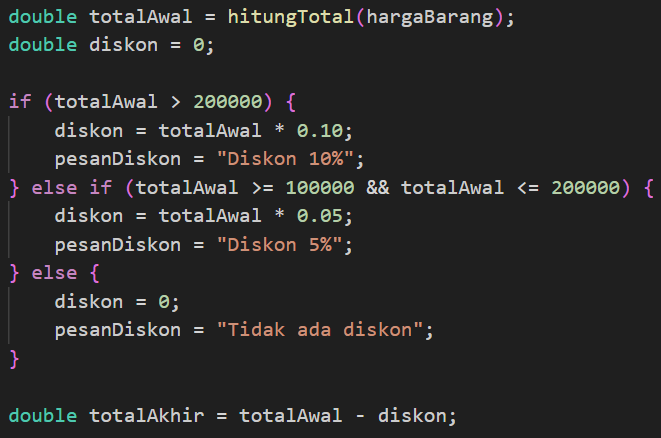 double totalAwal = hitungTotal(hargaBarang);
double diskon = 0;

if (totalAwal > 200000) {
    diskon = totalAwal * 0.10;
    pesanDiskon = "Diskon 10%";
} else if (totalAwal >= 100000 && totalAwal <= 200000) {
    diskon = totalAwal * 0.05;
    pesanDiskon = "Diskon 5%";
} else {
    diskon = 0;
    pesanDiskon = "Tidak ada diskon";
}

double totalAkhir = totalAwal - diskon;